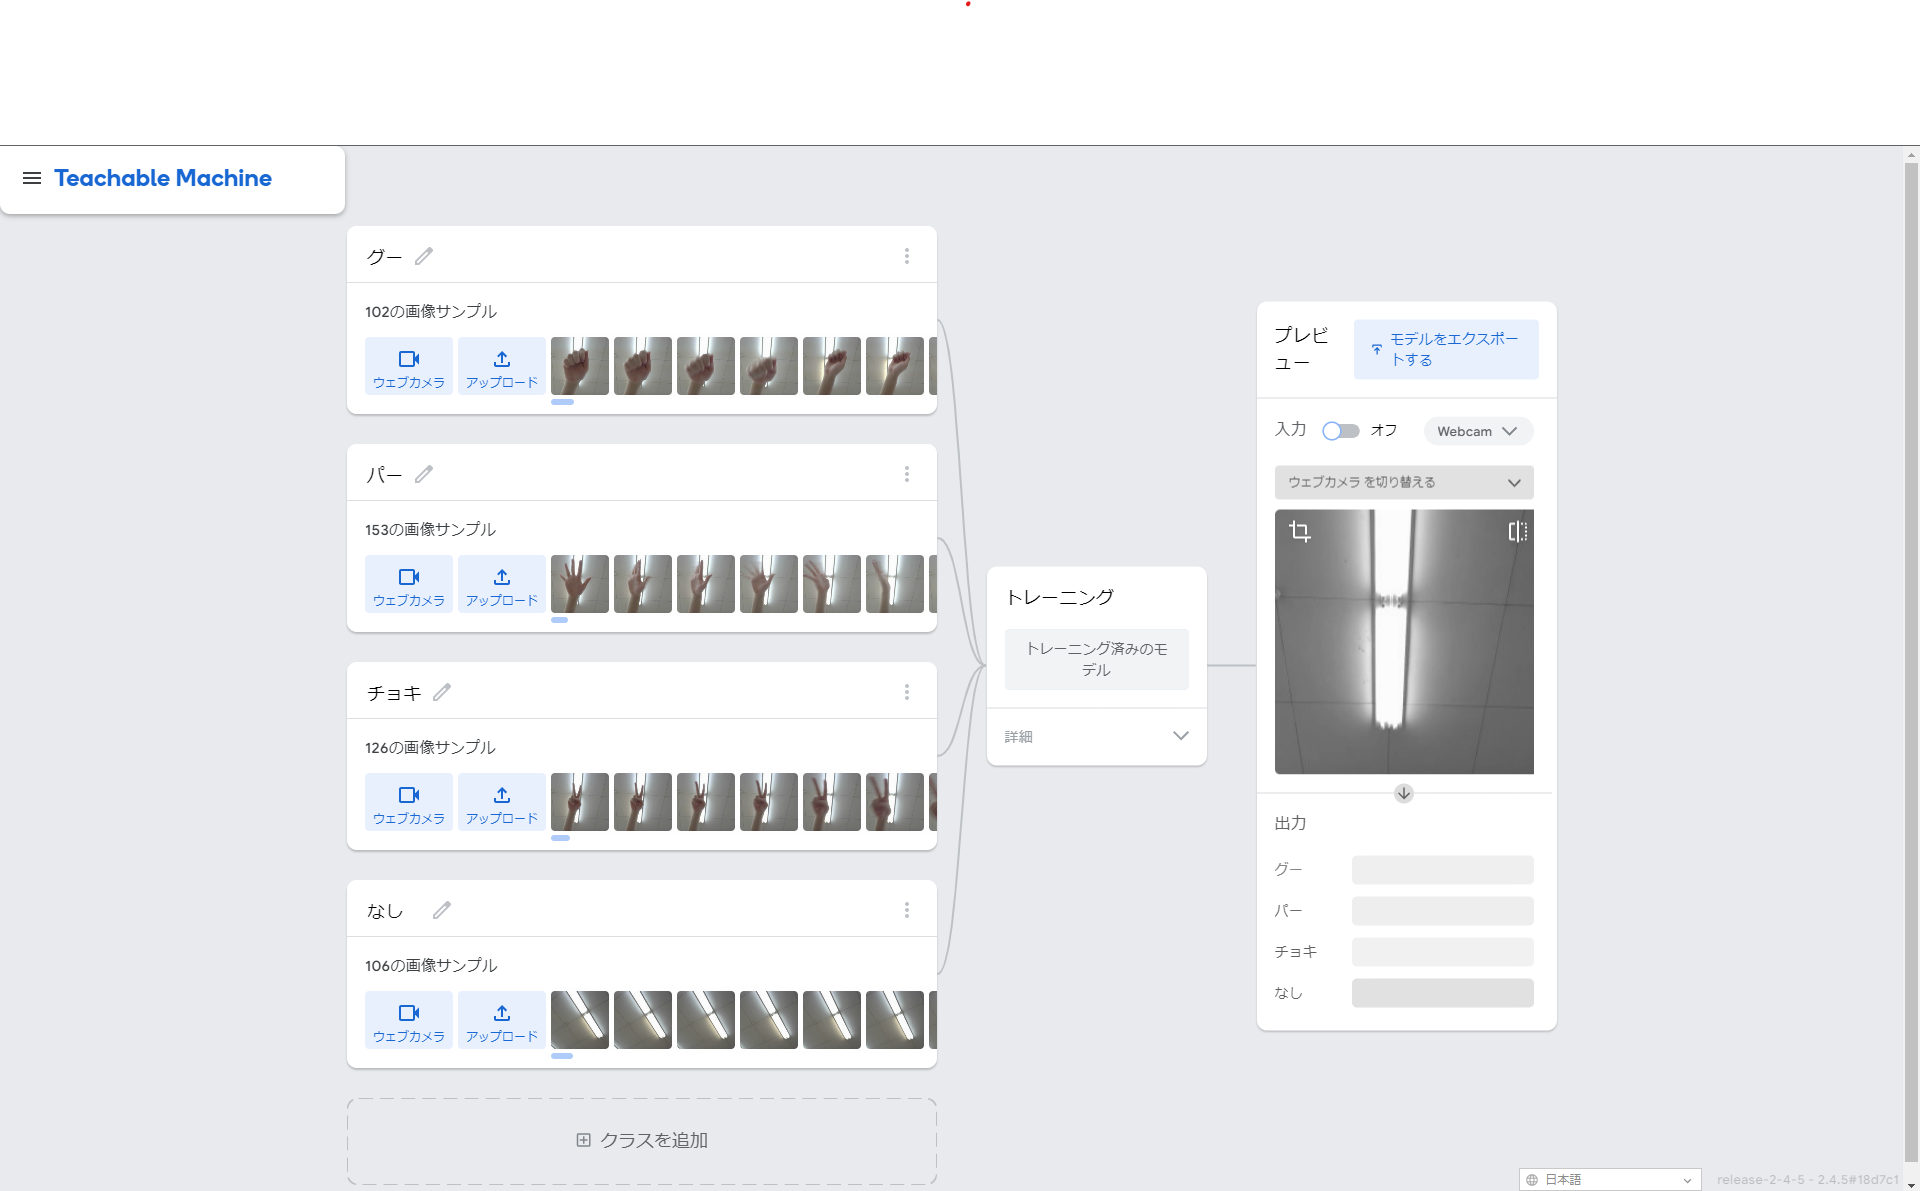 Teachable Machine
グー
102の画像サンプル
ウェブカメラ
アップロード
パー
153の画像サンプル
ウェブカメラ
アップロード
チョキ
126の画像サンプル
ウェブカメラ
アップロード
なし
106の画像サンプル
ウェブカメラ
アップロード
クラスを追加
トレーニング
トレーニング済みのモ
デル
詳細
プレビ
ュー
モデルをエクスポー
トする
入力
オフ
Webcam
ウェブカメラ を切り替える
出力
グー
パー
チョキ
なし
日本語
release-2-4-5 - 2.4.5#18d7c1